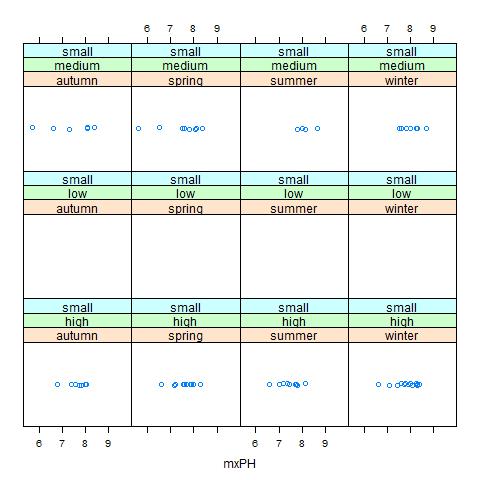 6 7 8 9 6 7 8 9
small small small small
medium medium medium medium
autumn spring summer winter
small small small small
low low low low
autumn spring summer winter
small small small small
high high high high
autumn spring summer winter
6 7 8 9 6 7 8 9
mxPH